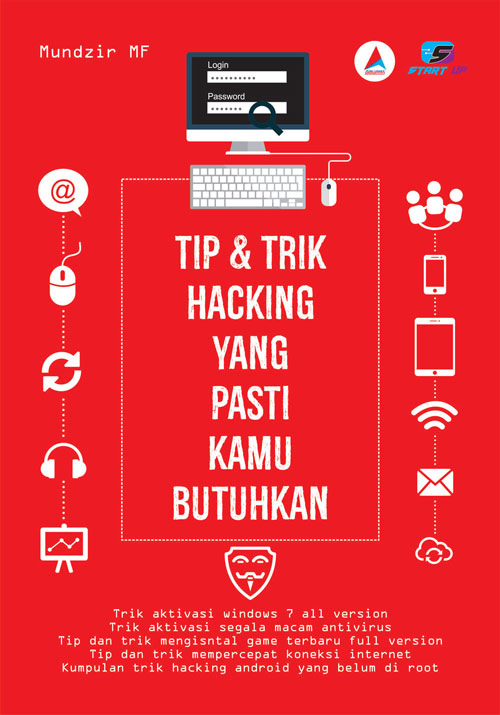 Mundzir MF
Login
Password
START UP
@
TIP & TRIK
HACKING
YANG
PASTI
KAMU
BUTUHKAN
Trik aktivasi windows 7 all version
Trik aktivasi segala macam antivirus
Tip dan trik mengisntal game terbaru full version
Tip dan trik mempercepat koneksi internet
Kumpulan trik hacking android yang belum di root